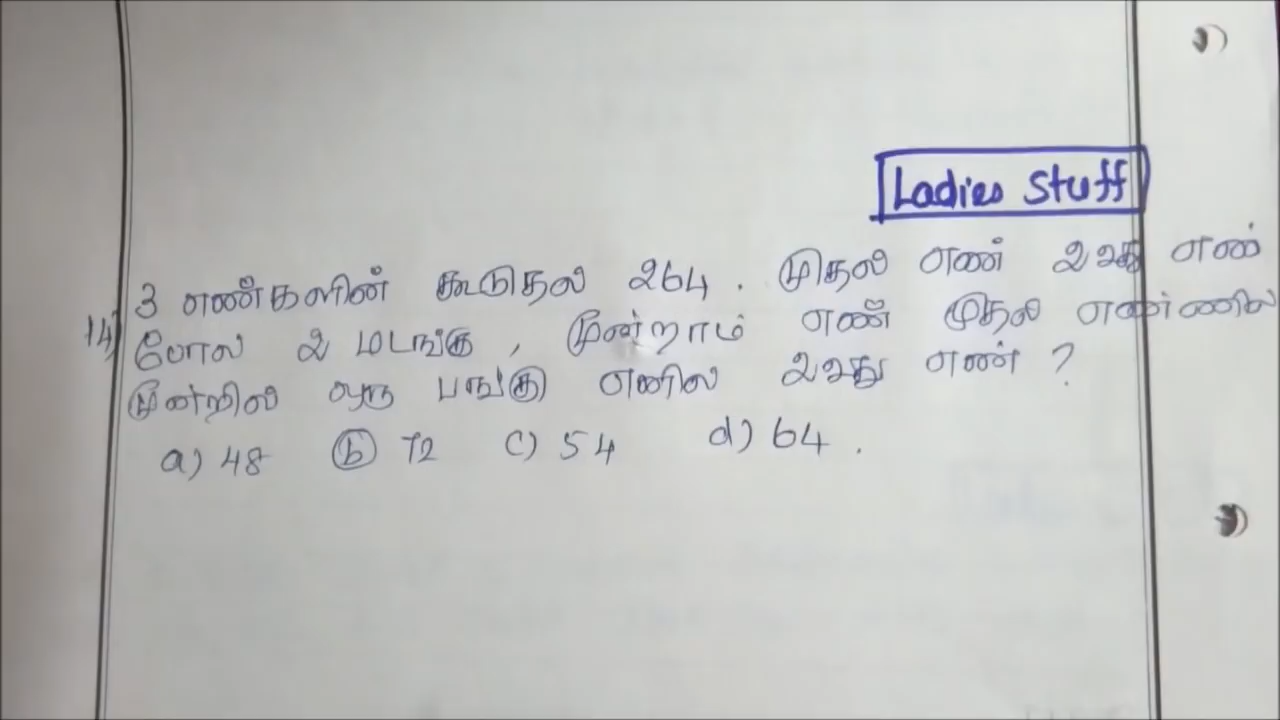 Ladies Stuff
14) 3 எண்களின் கூடுதல் 264. முதல் எண் 2வது எண்
போல 2 மடங்கு, மூன்றாம் எண் முதல் எண்ணில்
மூன்றில் ஒரு பங்கு எனில் 2வது எண்?
a) 48 b) 72 c) 54 d) 64.